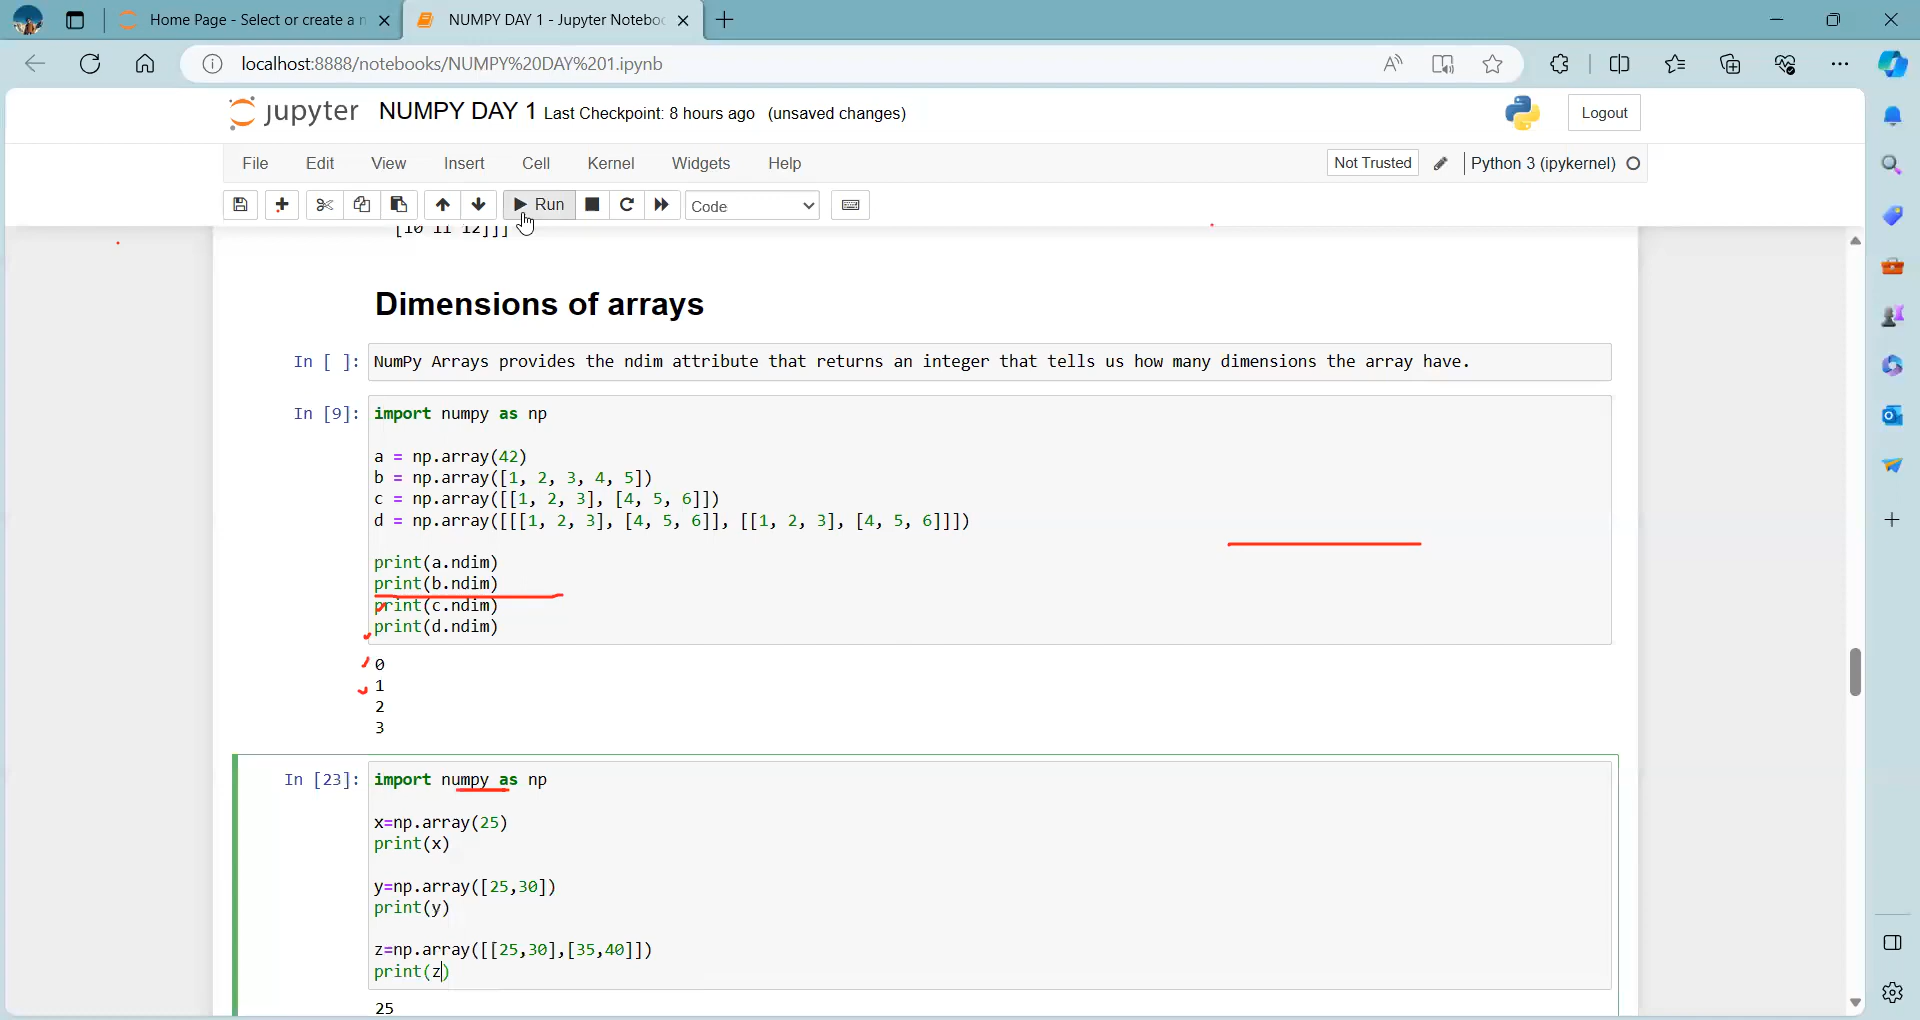 Home Page - Select or create a n
NUMPY DAY 1 - Jupyter Noteboo
localhost:8888/notebooks/NUMPY%20DAY%201.ipynb
jupyter NUMPY DAY 1 Last Checkpoint: 8 hours ago (unsaved changes)
Logout
File Edit View Insert Cell Kernel Widgets Help
Not Trusted
Python 3 (ipykernel)
Run
Code
[10 11 12]]]
Dimensions of arrays
In [ ]: NumPy Arrays provides the ndim attribute that returns an integer that tells us how many dimensions the array have.
In [9]: import numpy as np
a = np.array(42)
b = np.array([1, 2, 3, 4, 5])
c = np.array([[1, 2, 3], [4, 5, 6]])
d = np.array([[[1, 2, 3], [4, 5, 6]], [[1, 2, 3], [4, 5, 6]]])
print(a.ndim)
print(b.ndim)
print(c.ndim)
print(d.ndim)
0
1
2
3
In [23]: import numpy as np
x=np.array(25)
print(x)
y=np.array([25,30])
print(y)
z=np.array([[25,30],[35,40]])
print(z)
25